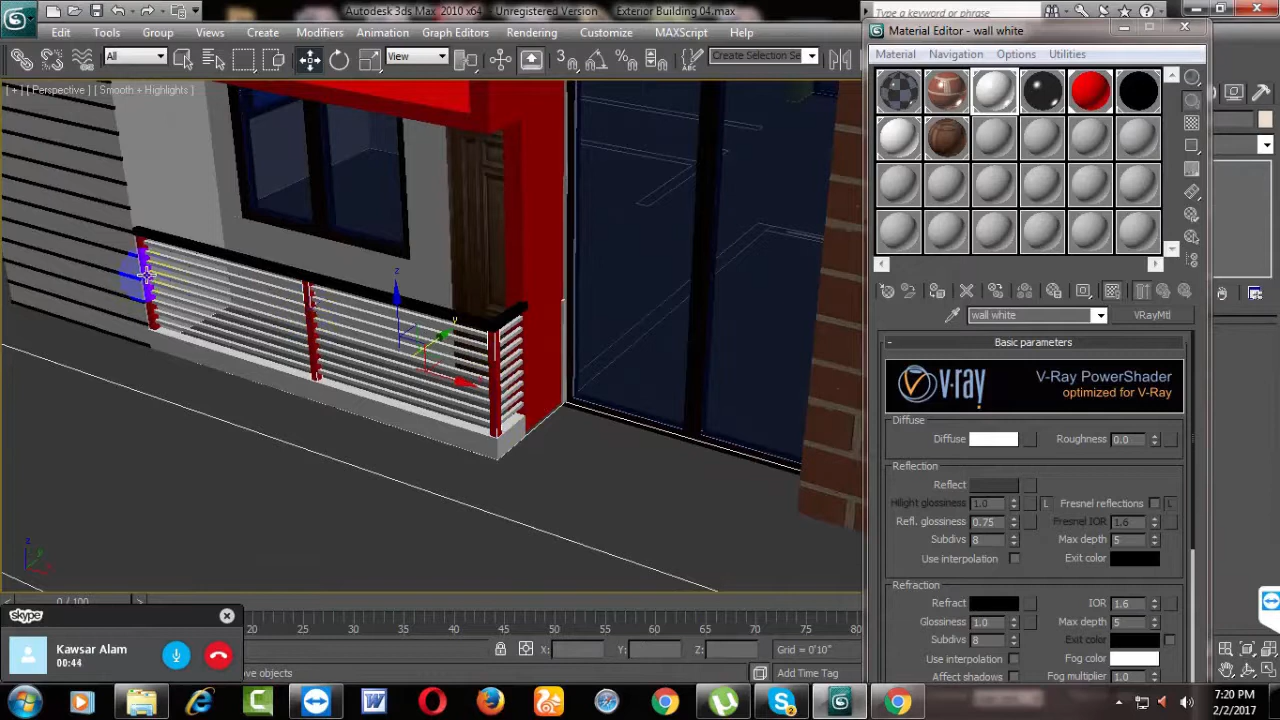 Autodesk 3ds Max 2010 x64 - Unregistered Version Exterior Building 04.max
Type a keyword or phrase
Edit Tools Group Views Create Modifiers Animation Graph Editors Rendering Customize MAXScript Help
All
View
Create Selection Se
[ + ] [ Perspective ] [ Smooth + Highlights ]
z
y
z
y
x
Material Editor - wall white
Material Navigation Options Utilities
wall white
VRayMtl
- Basic parameters
v·ray
V-Ray PowerShader
optimized for V-Ray
Diffuse
Diffuse Roughness 0.0
Reflection
Reflect
Hilight glossiness 1.0 L Fresnel reflections L
Refl. glossiness 0.75 Fresnel IOR 1.6
Subdivs 8 Max depth 5
Use interpolation Exit color
Refraction
Refract IOR 1.6
Glossiness 1.0 Max depth 5
Subdivs 8 Exit color
Use interpolation Fog color
Affect shadows Fog multiplier 1.0
0 / 100
20 25 30 35 40 45 50 55 60 65 70 75 80
X: Y: Z: Grid = 0'10"
ve objects
Add Time Tag
skype
Kawsar Alam
00:44
7:20 PM
2/2/2017